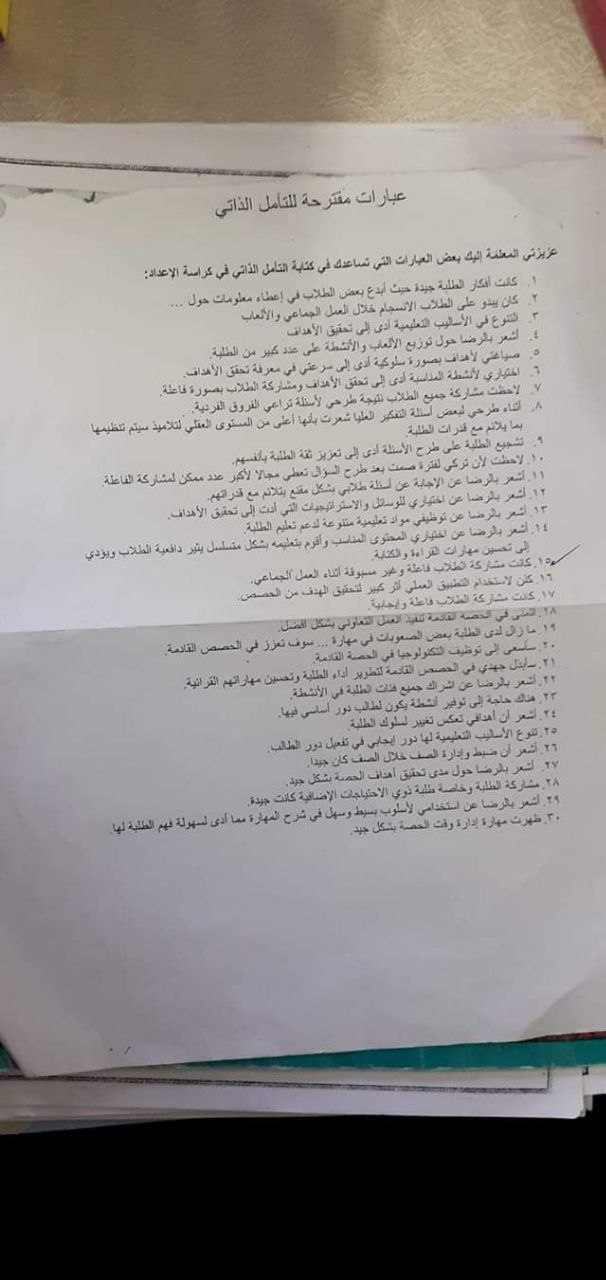 عبارات مقترحة للتأمل الذاتي
عزيزتي المعلمة إليك بعض العبارات التي تساعدك في كتابة التأمل الذاتي في كراسة الإعداد:
١. كانت أفكار الطلبة جيدة حيث أبدع بعض الطلاب في إعطاء معلومات حول ...
٢. كان يبدو على الطلاب الانسجام خلال العمل الجماعي والألعاب
٣. التنوع في الأساليب التعليمية أدى إلى تحقيق الأهداف
٤. أشعر بالرضا حول توزيع الألعاب والأنشطة على عدد كبير من الطلبة.
٥. صياغتي لأهداف بصورة سلوكية أدى إلى سرعتي في معرفة تحقق الأهداف.
٦. اختياري لأنشطة المناسبة أدى إلى تحقق الأهداف ومشاركة الطلاب بصورة فاعلة.
٧. لاحظت مشاركة جميع الطلاب نتيجة طرحي لأسئلة تراعي الفروق الفردية.
٨. أثناء طرحي لبعض أسئلة التفكير العليا شعرت بأنها أعلى من المستوى العقلي لتلاميذ سيتم تنظيمها
بما يلائم مع قدرات الطلبة.
٩. تشجيع الطلبة على طرح الأسئلة أدى إلى تعزيز ثقة الطلبة بأنفسهم.
١٠. لاحظت لأن تركي لفترة صمت بعد طرح السؤال تعطي مجالا لأكبر عدد ممكن لمشاركة الفاعلة.
١١. أشعر بالرضا عن الإجابة عن أسئلة طلابي بشكل مقنع يتلائم مع قدراتهم.
١٢. أشعر بالرضا عن اختياري للوسائل والاستراتيجيات التي أدت إلى تحقيق الأهداف.
١٣. أشعر بالرضا عن توظيفي مواد تعليمية متنوعة لدعم تعليم الطلبة.
١٤. أشعر بالرضا عن اختياري المحتوى المناسب وأقوم بتعليمه بشكل متسلسل يثير دافعية الطلاب ويؤدي
إلى تحسين مهارات القراءة والكتابة.
١٥. كانت مشاركة الطلاب فاعلة وغير مسبوقة أثناء العمل الجماعي.
١٦. كان لاستخدام التطبيق العملي أثر كبير لتحقيق الهدف من الحصص.
١٧. كانت مشاركة الطلاب فاعلة وإيجابية.
١٨. أتمنى في الحصة القادمة تنفيذ العمل التعاوني بشكل أفضل.
١٩. ما زال لدى الطلبة بعض الصعوبات في مهارة ... سوف تعزز في الحصص القادمة.
٢٠. سأسعى إلى توظيف التكنولوجيا في الحصة القادمة.
٢١. سأبذل جهدي في الحصص القادمة لتطوير أداء الطلبة وتحسين مهاراتهم القرائية.
٢٢. أشعر بالرضا عن اشراك جميع فئات الطلبة في الأنشطة
٢٣. هناك حاجة إلى توفير أنشطة يكون لطالب دور أساسي فيها.
٢٤. أشعر أن أهدافي تعكس تغيير لسلوك الطلبة.
٢٥. تنوع الأساليب التعليمية لها دور إيجابي في تفعيل دور الطالب.
٢٦. أشعر أن ضبط وإدارة الصف خلال الصف كان جيدا.
٢٧. أشعر بالرضا حول مدى تحقيق أهداف الحصة بشكل جيد.
٢٨. مشاركة الطلبة وخاصة طلبة ذوي الاحتياجات الإضافية كانت جيدة.
٢٩. أشعر بالرضا عن استخدامي لأسلوب بسيط وسهل في شرح المهارة مما أدى لسهولة فهم الطلبة لها.
٣٠. ظهرت مهارة إدارة وقت الحصة بشكل جيد.